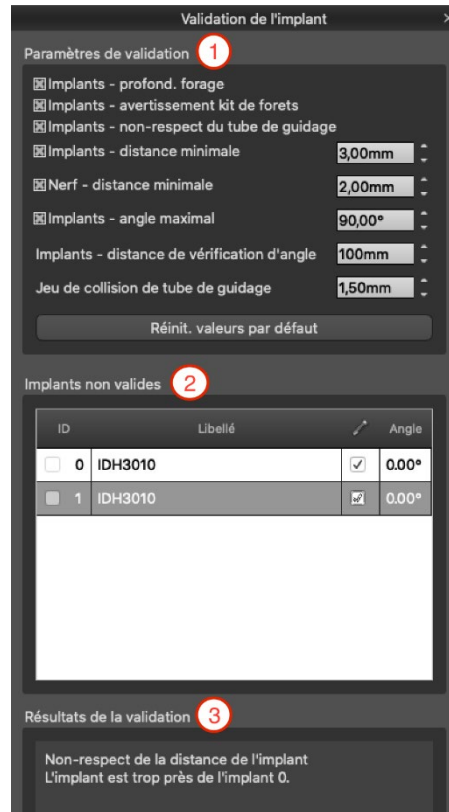 Validation de l'implant
Paramètres de validation 1
Implants - profond. forage
Implants - avertissement kit de forets
Implants - non-respect du tube de guidage
Implants - distance minimale 3,00mm
Nerf - distance minimale 2,00mm
Implants - angle maximal 90,00°
Implants - distance de vérification d'angle 100mm
Jeu de collision de tube de guidage 1,50mm
Réinit. valeurs par défaut
Implants non valides 2
ID Libellé Angle
0 IDH3010 0.00°
1 IDH3010 0.00°
Résultats de la validation 3
Non-respect de la distance de l'implant
L'implant est trop près de l'implant 0.